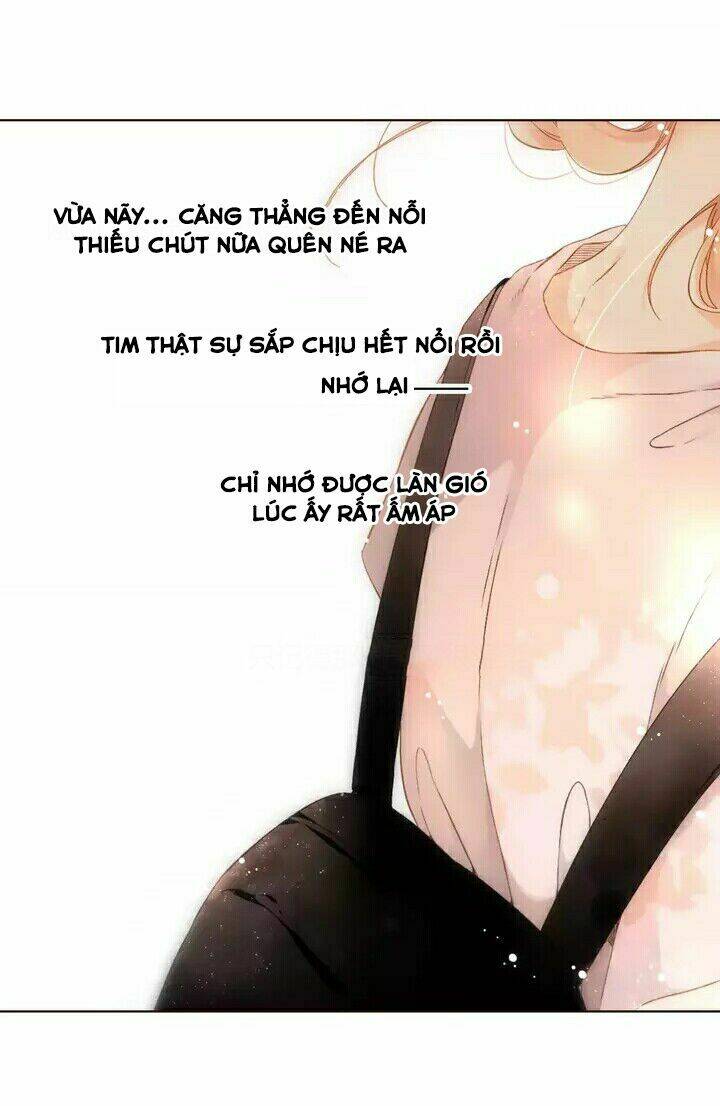 VỪA NÃY... CĂNG THẲNG ĐẾN NỖI
THIẾU CHÚT NỮA QUÊN NÉ RA
TIM THẬT SỰ SẮP CHỊU HẾT NỔI RỒI
NHỚ LẠI ——
CHỈ NHỚ ĐƯỢC LÀN GIÓ
LÚC ẤY RẤT ẤM ÁP